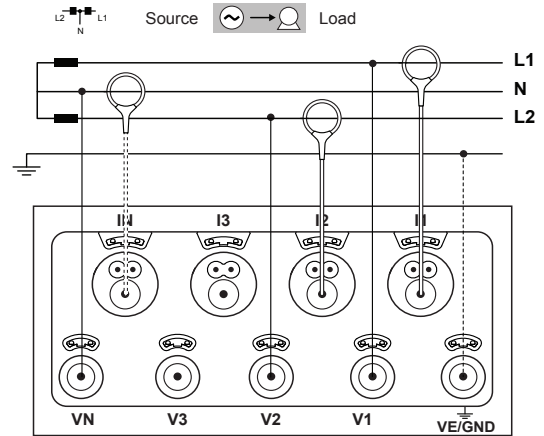 L2 L1 Source Load
N
L1
N
L2
IN I3 I2 I1
VN V3 V2 V1 VE/GND